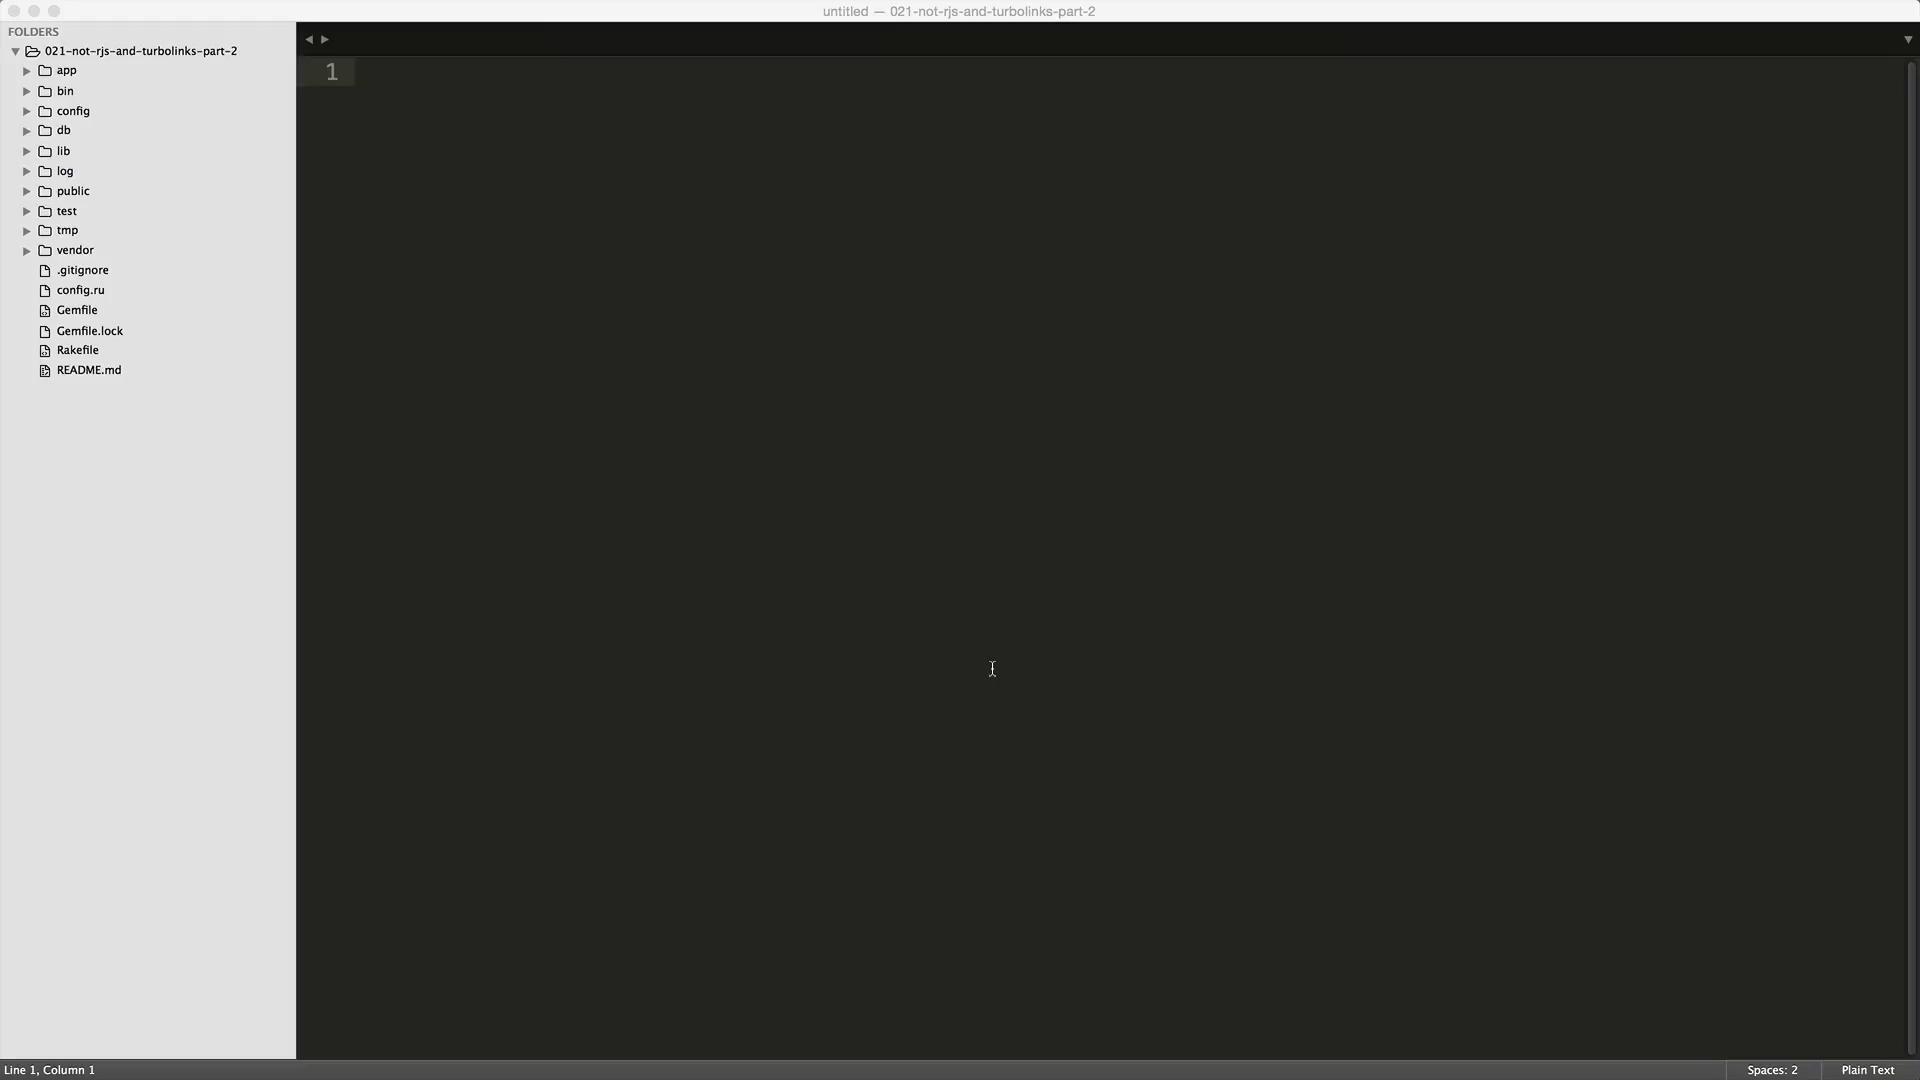 untitled — 021-not-rjs-and-turbolinks-part-2
FOLDERS
021-not-rjs-and-turbolinks-part-2
app
bin
config
db
lib
log
public
test
tmp
vendor
.gitignore
config.ru
Gemfile
Gemfile.lock
Rakefile
README.md
1
Line 1, Column 1
Spaces: 2
Plain Text